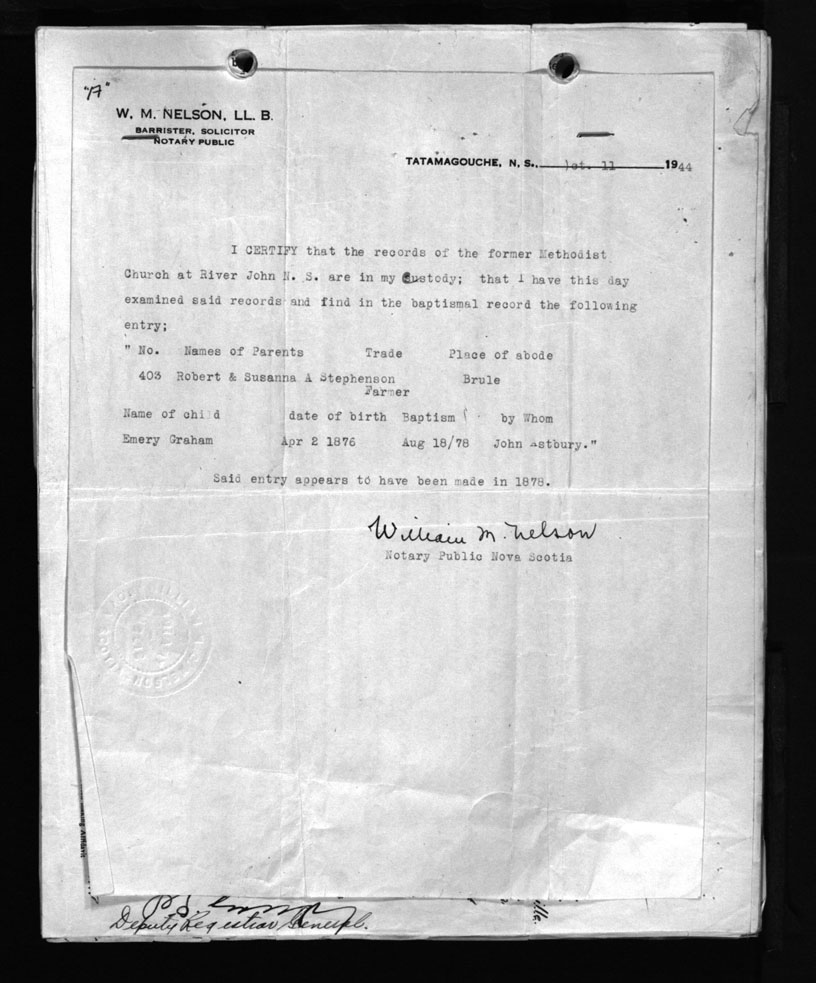 "A"
W. M. NELSON, LL. B.
BARRISTER, SOLICITOR
NOTARY PUBLIC
TATAMAGOUCHE, N. S., Oct. 11 1944
I CERTIFY that the records of the former Methodist
Church at River John N. S. are in my custody; that I have this day
examined said records and find in the baptismal record the following
entry;
" No. Names of Parents Trade Place of abode
403 Robert & Susanna A Stephenson Brule
Farmer
Name of child date of birth Baptism by Whom
Emery Graham Apr 2 1876 Aug 18/78 John Astbury."
Said entry appears to have been made in 1878.
William M. Nelson
Notary Public Nova Scotia
Deputy Registrar General.